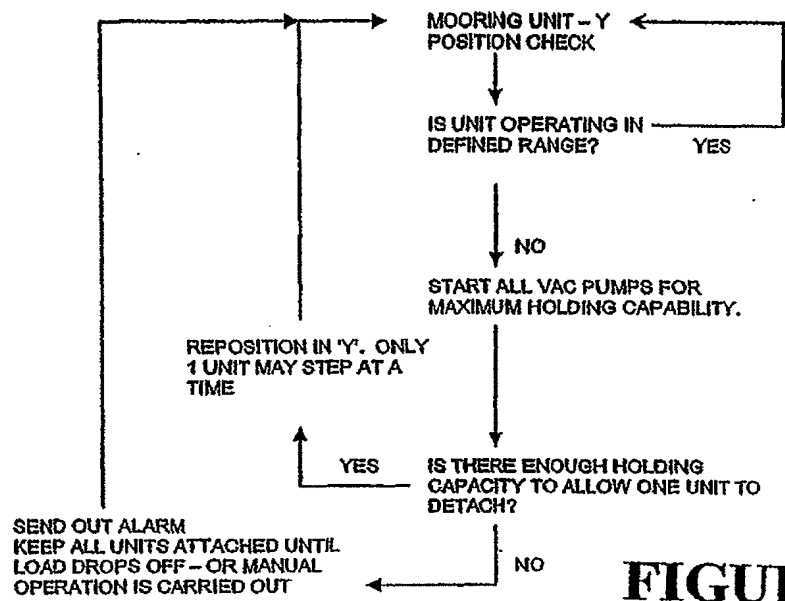 MOORING UNIT – Y
POSITION CHECK
IS UNIT OPERATING IN
DEFINED RANGE?
YES
NO
START ALL VAC PUMPS FOR
MAXIMUM HOLDING CAPABILITY.
REPOSITION IN 'Y'. ONLY
1 UNIT MAY STEP AT A
TIME
YES
IS THERE ENOUGH HOLDING
CAPACITY TO ALLOW ONE UNIT TO
DETACH?
NO
SEND OUT ALARM
KEEP ALL UNITS ATTACHED UNTIL
LOAD DROPS OFF – OR MANUAL
OPERATION IS CARRIED OUT